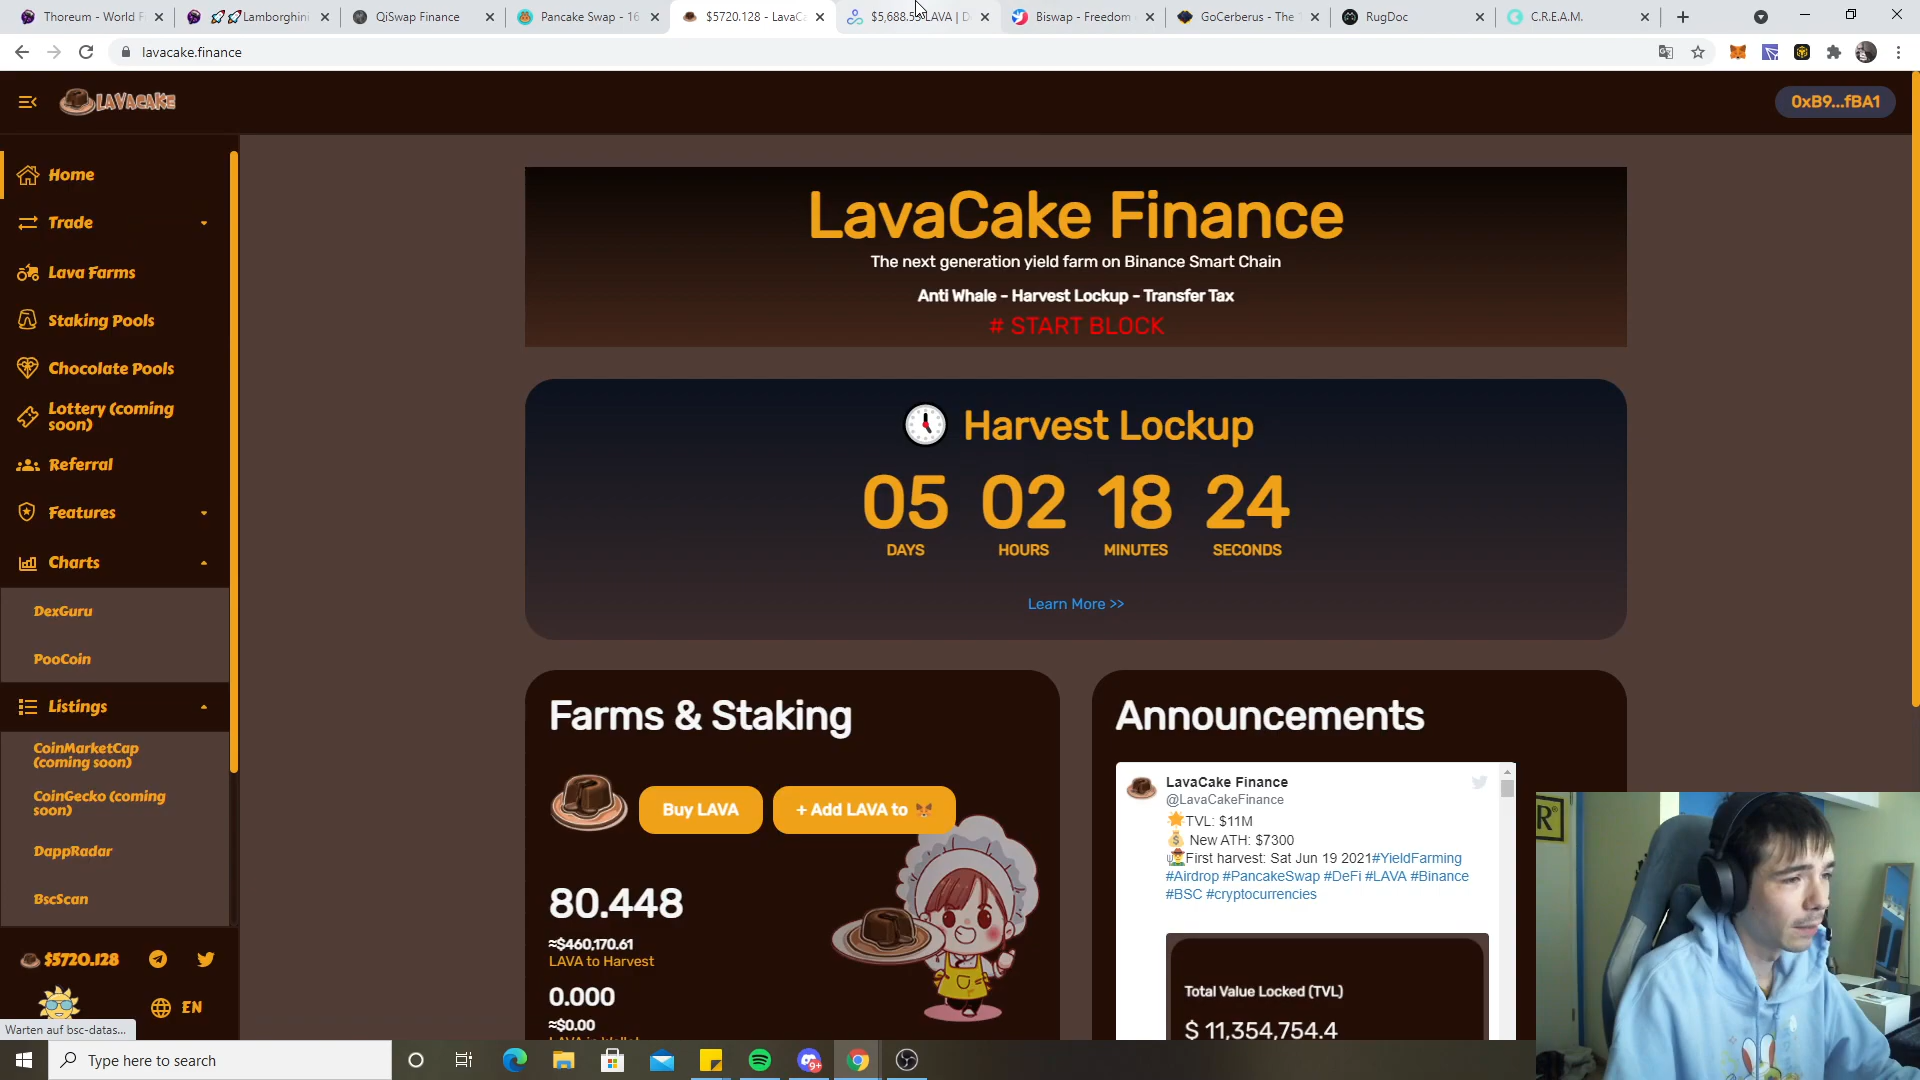 Thoreum - World F
Lamborghini
QiSwap Finance
Pancake Swap - 16
$5720.128 - LavaCa
$5,688.53 LAVA | D
Biswap - Freedom
GoCerberus - The
RugDoc
C.R.E.A.M.
lavacake.finance
LAVACAKE
0xB9...fBA1
Home
Trade
Lava Farms
Staking Pools
Chocolate Pools
Lottery (coming
soon)
Referral
Features
Charts
DexGuru
PooCoin
Listings
CoinMarketCap
(coming soon)
CoinGecko (coming
soon)
DappRadar
BscScan
$5720.128
EN
Warten auf bsc-datas...
LavaCake Finance
The next generation yield farm on Binance Smart Chain
Anti Whale - Harvest Lockup - Transfer Tax
# START BLOCK
Harvest Lockup
05 02 18 24
DAYS HOURS MINUTES SECONDS
Learn More >>
Farms & Staking
Buy LAVA
+ Add LAVA to
80.448
≈$460,170.61
LAVA to Harvest
0.000
≈$0.00
Announcements
LavaCake Finance
@LavaCakeFinance
TVL: $11M
New ATH: $7300
First harvest: Sat Jun 19 2021#YieldFarming
#Airdrop #PancakeSwap #DeFi #LAVA #Binance
#BSC #cryptocurrencies
Total Value Locked (TVL)
$ 11,354,754.4
Type here to search